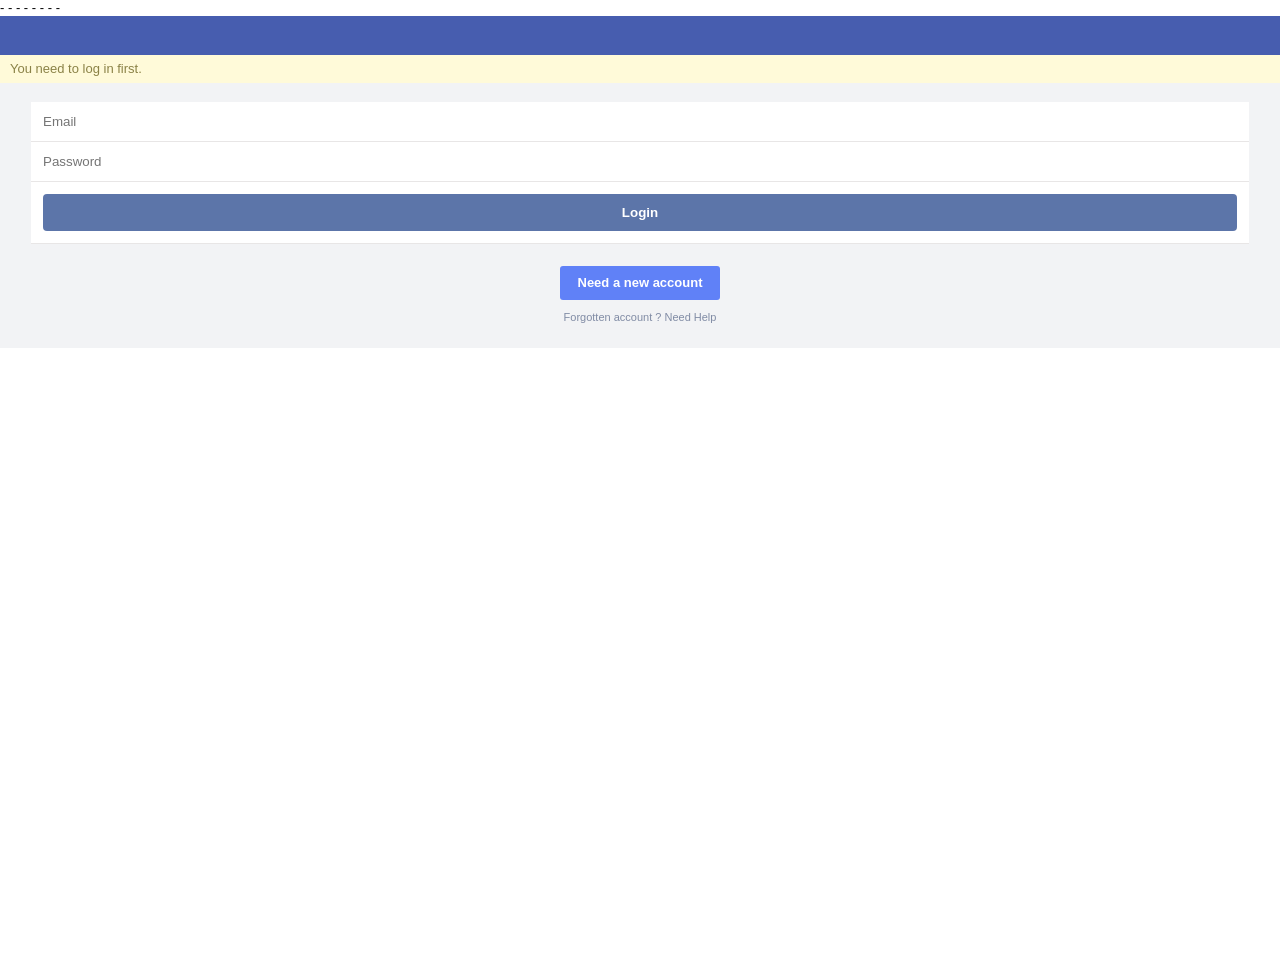 - - - - - - - -
You need to log in first.
Email
Password
Login
Need a new account
Forgotten account ? Need Help